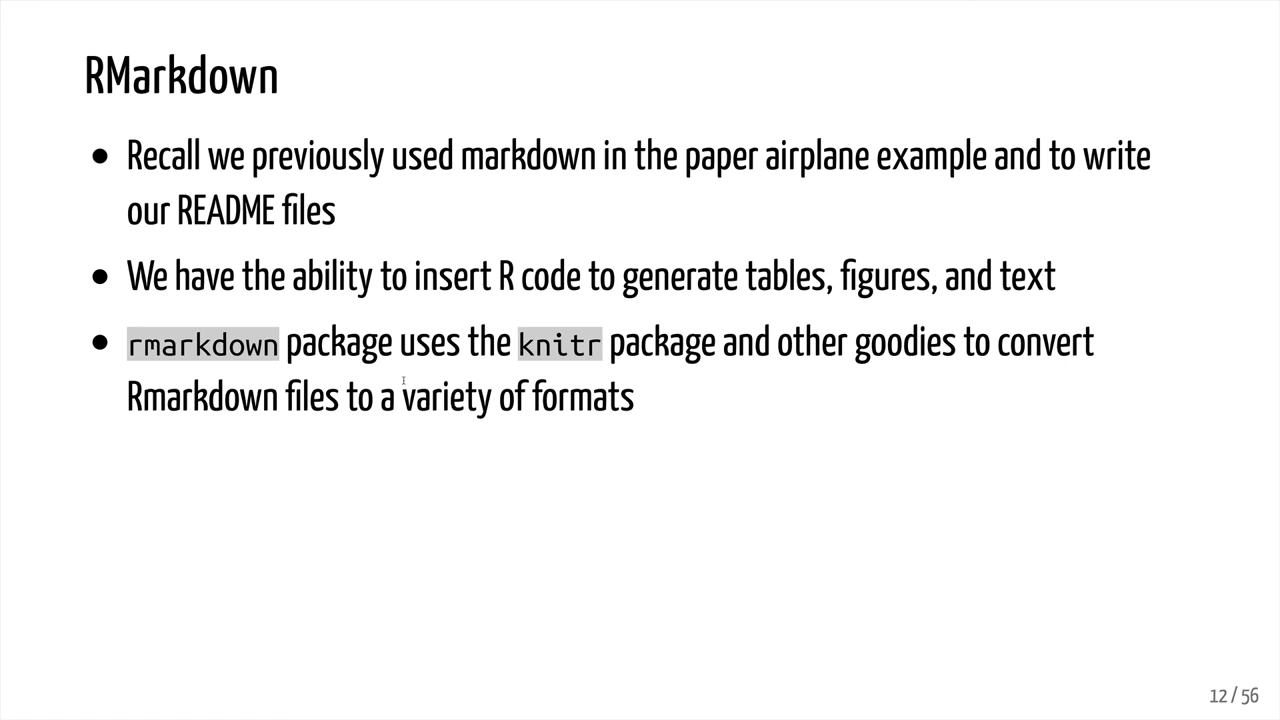 RMarkdown
• Recall we previously used markdown in the paper airplane example and to write
our README files
• We have the ability to insert R code to generate tables, figures, and text
• rmarkdown package uses the knitr package and other goodies to convert
Rmarkdown files to a variety of formats
12 / 56